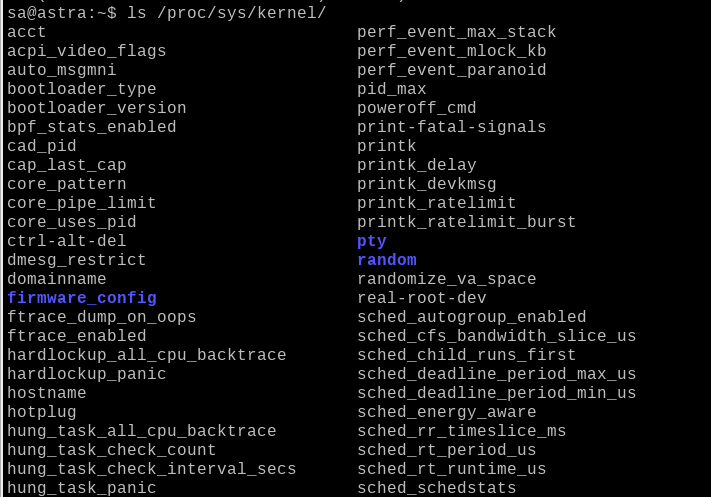 sa@astra:~$ ls /proc/sys/kernel/
acct perf_event_max_stack
acpi_video_flags perf_event_mlock_kb
auto_msgmni perf_event_paranoid
bootloader_type pid_max
bootloader_version poweroff_cmd
bpf_stats_enabled print-fatal-signals
cad_pid printk
cap_last_cap printk_delay
core_pattern printk_devkmsg
core_pipe_limit printk_ratelimit
core_uses_pid printk_ratelimit_burst
ctrl-alt-del pty
dmesg_restrict random
domainname randomize_va_space
firmware_config real-root-dev
ftrace_dump_on_oops sched_autogroup_enabled
ftrace_enabled sched_cfs_bandwidth_slice_us
hardlockup_all_cpu_backtrace sched_child_runs_first
hardlockup_panic sched_deadline_period_max_us
hostname sched_deadline_period_min_us
hotplug sched_energy_aware
hung_task_all_cpu_backtrace sched_rr_timeslice_ms
hung_task_check_count sched_rt_period_us
hung_task_check_interval_secs sched_rt_runtime_us
hung_task_panic sched_schedstats